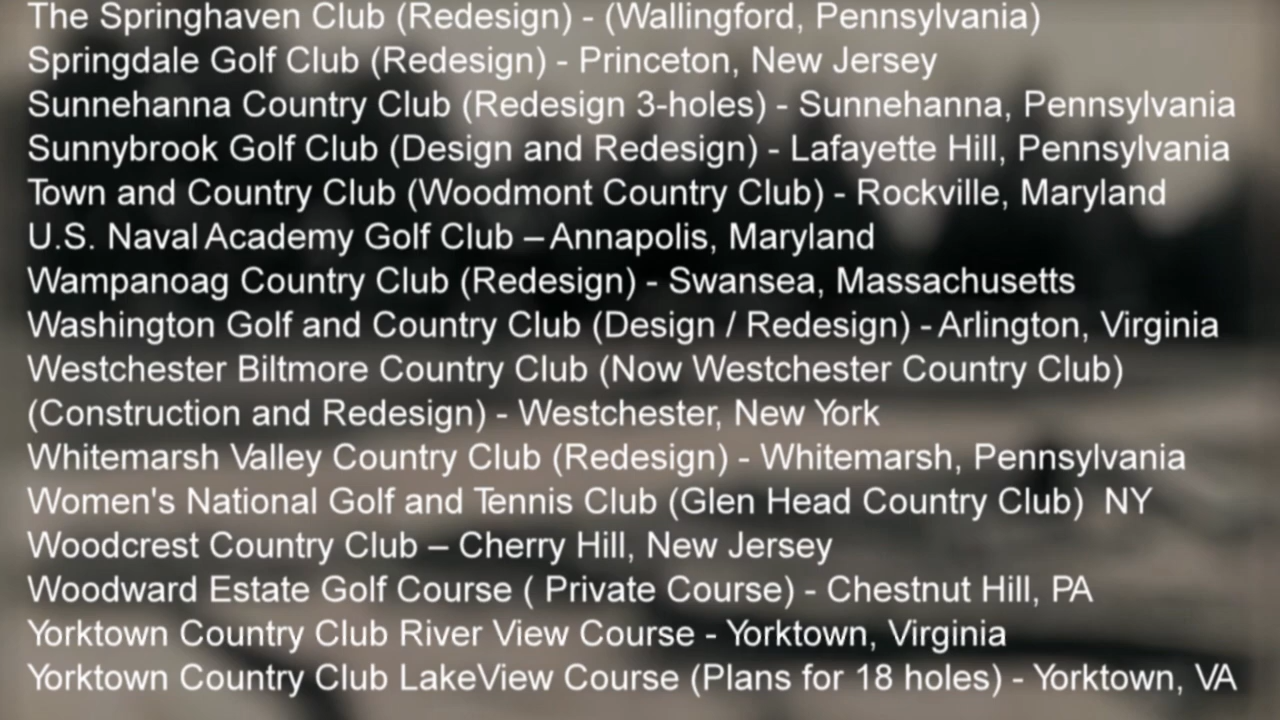 The Springhaven Club (Redesign) - (Wallingford, Pennsylvania)
Springdale Golf Club (Redesign) - Princeton, New Jersey
Sunnehanna Country Club (Redesign 3-holes) - Sunnehanna, Pennsylvania
Sunnybrook Golf Club (Design and Redesign) - Lafayette Hill, Pennsylvania
Town and Country Club (Woodmont Country Club) - Rockville, Maryland
U.S. Naval Academy Golf Club – Annapolis, Maryland
Wampanoag Country Club (Redesign) - Swansea, Massachusetts
Washington Golf and Country Club (Design / Redesign) - Arlington, Virginia
Westchester Biltmore Country Club (Now Westchester Country Club)
(Construction and Redesign) - Westchester, New York
Whitemarsh Valley Country Club (Redesign) - Whitemarsh, Pennsylvania
Women's National Golf and Tennis Club (Glen Head Country Club)  NY
Woodcrest Country Club – Cherry Hill, New Jersey
Woodward Estate Golf Course ( Private Course) - Chestnut Hill, PA
Yorktown Country Club River View Course - Yorktown, Virginia
Yorktown Country Club LakeView Course (Plans for 18 holes) - Yorktown, VA